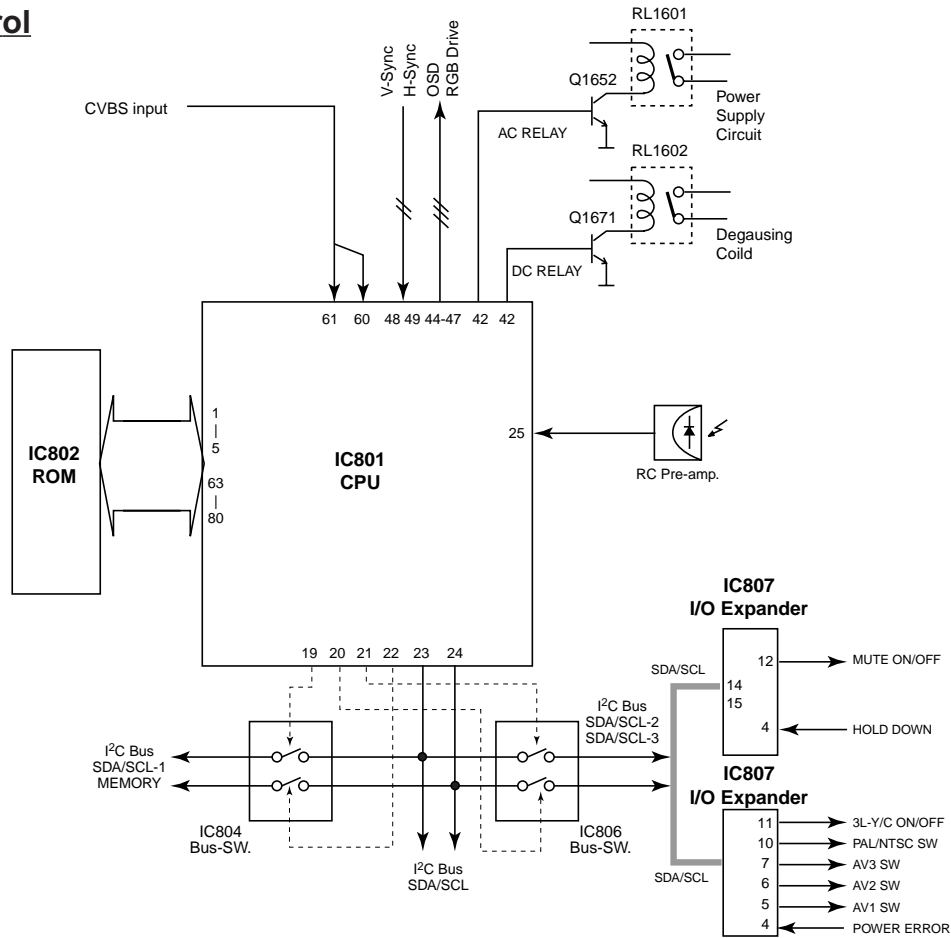 rol
RL1601
V-Sync
H-Sync
OSD
RGB Drive
Q1652
CVBS input
AC RELAY
Power
Supply
Circuit
RL1602
Q1671
DC RELAY
Degausing
Coild
61 60 48 49 44-47 42 42
IC802
ROM
1
5
63
80
IC801
CPU
25
RC Pre-amp.
IC807
I/O Expander
19 20 21 22 23 24
12 MUTE ON/OFF
SDA/SCL
14
15
4 HOLD DOWN
I²C Bus
SDA/SCL-2
SDA/SCL-3
I²C Bus
SDA/SCL-1
MEMORY
IC807
I/O Expander
IC804
Bus-SW.
IC806
Bus-SW.
I²C Bus
SDA/SCL
SDA/SCL
11 3L-Y/C ON/OFF
10 PAL/NTSC SW
7 AV3 SW
6 AV2 SW
5 AV1 SW
4 POWER ERROR